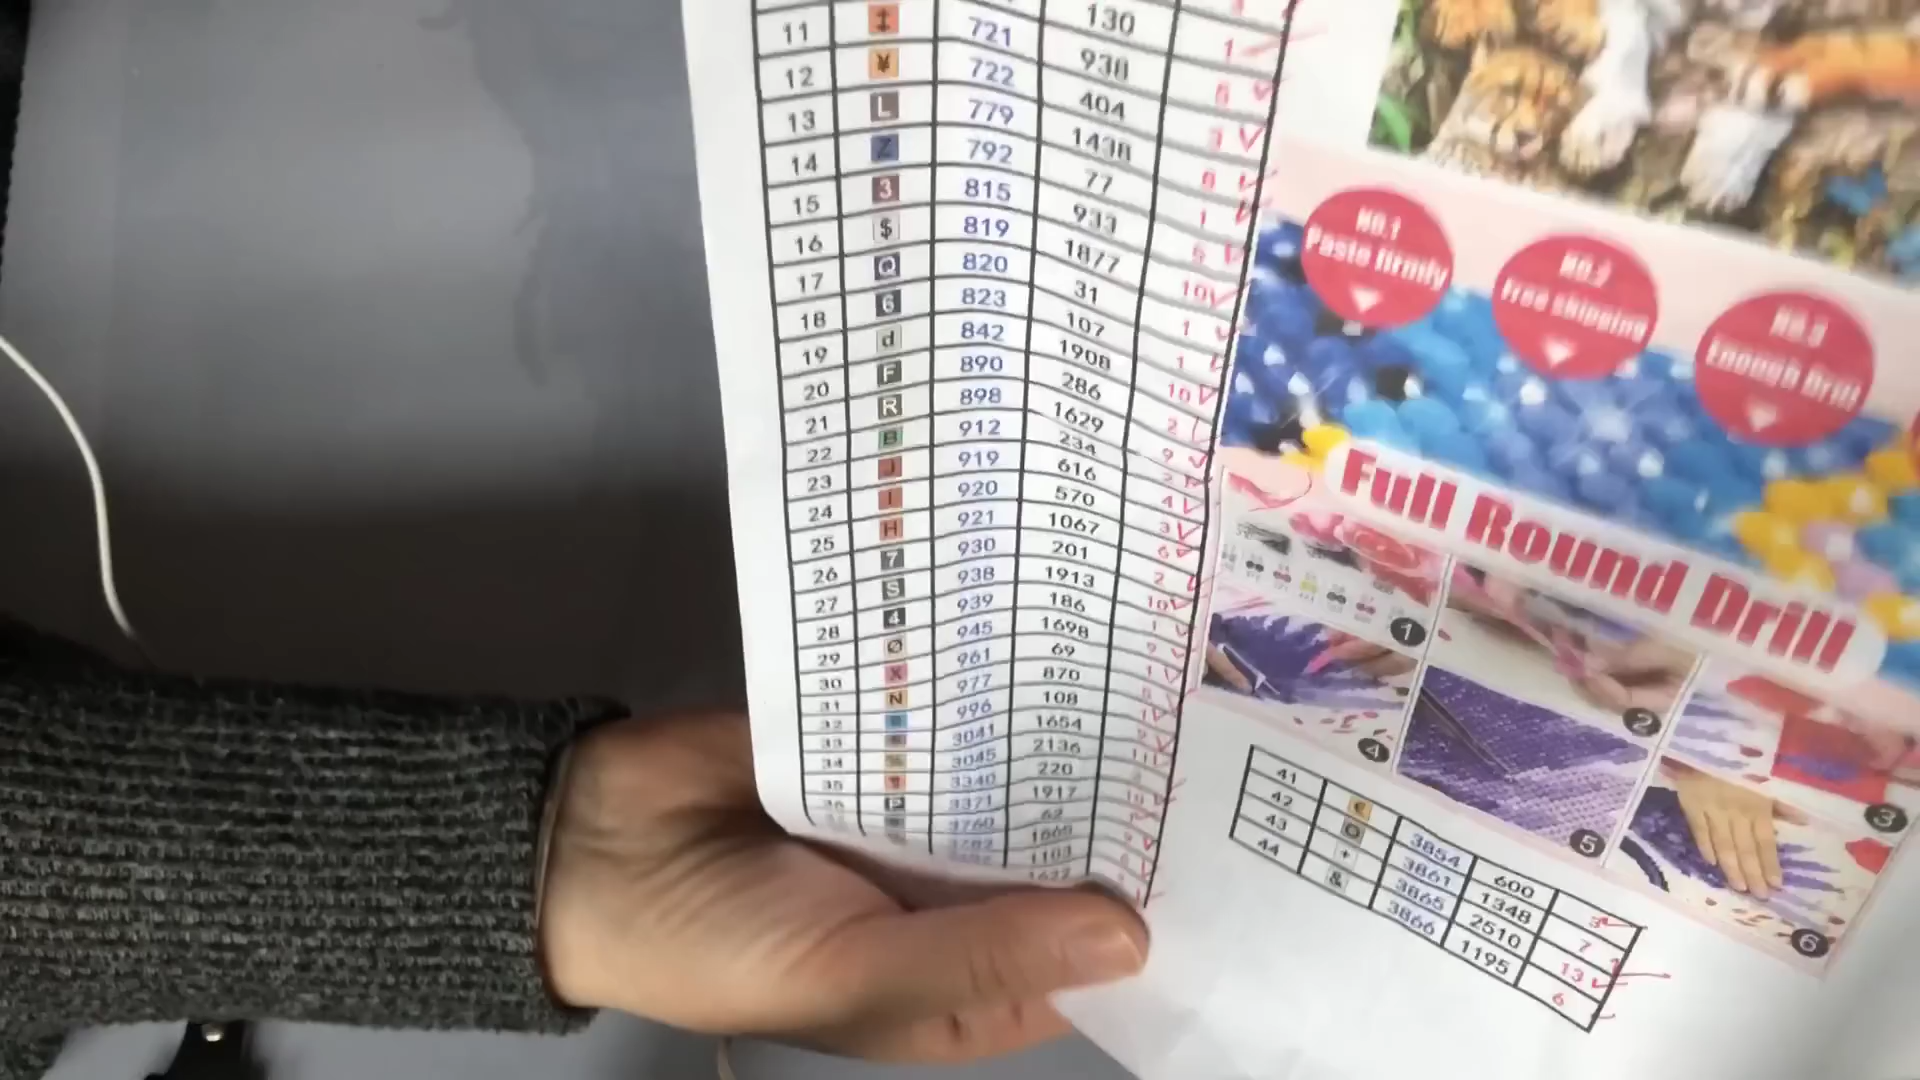 11 ‡ 721 130 1
12 ¥ 722 938
13 L 779 404
14 Z 792 1438 8
15 3 815 77 1
16 $ 819 933
17 Q 820 1877 10
18 6 823 31 1
19 d 842 107 1
20 F 890 1908 10
21 R 898 286 2
22 B 912 1629 9
23 J 919 234
24 I 920 616 4
25 H 921 570 3
26 7 930 1067 6
27 S 938 201 2
28 4 939 1913 10
29 Ø 945 186 1
30 X 961 1698
31 N 977 69
32 996 870
33 3041 108
34 3045 1654
35 3340 2136
36 P 3371 220
3760 1917
3782 62
1103
NO.1
Paste firmly
NO.2
Free shipping
NO.3
Enough Drill
Full Round Drill
1
2
3
4
5
6
41 € 3854 600 3
42 O 3861 1348 7
43 + 3865 2510 13
44 & 3866 1195 6